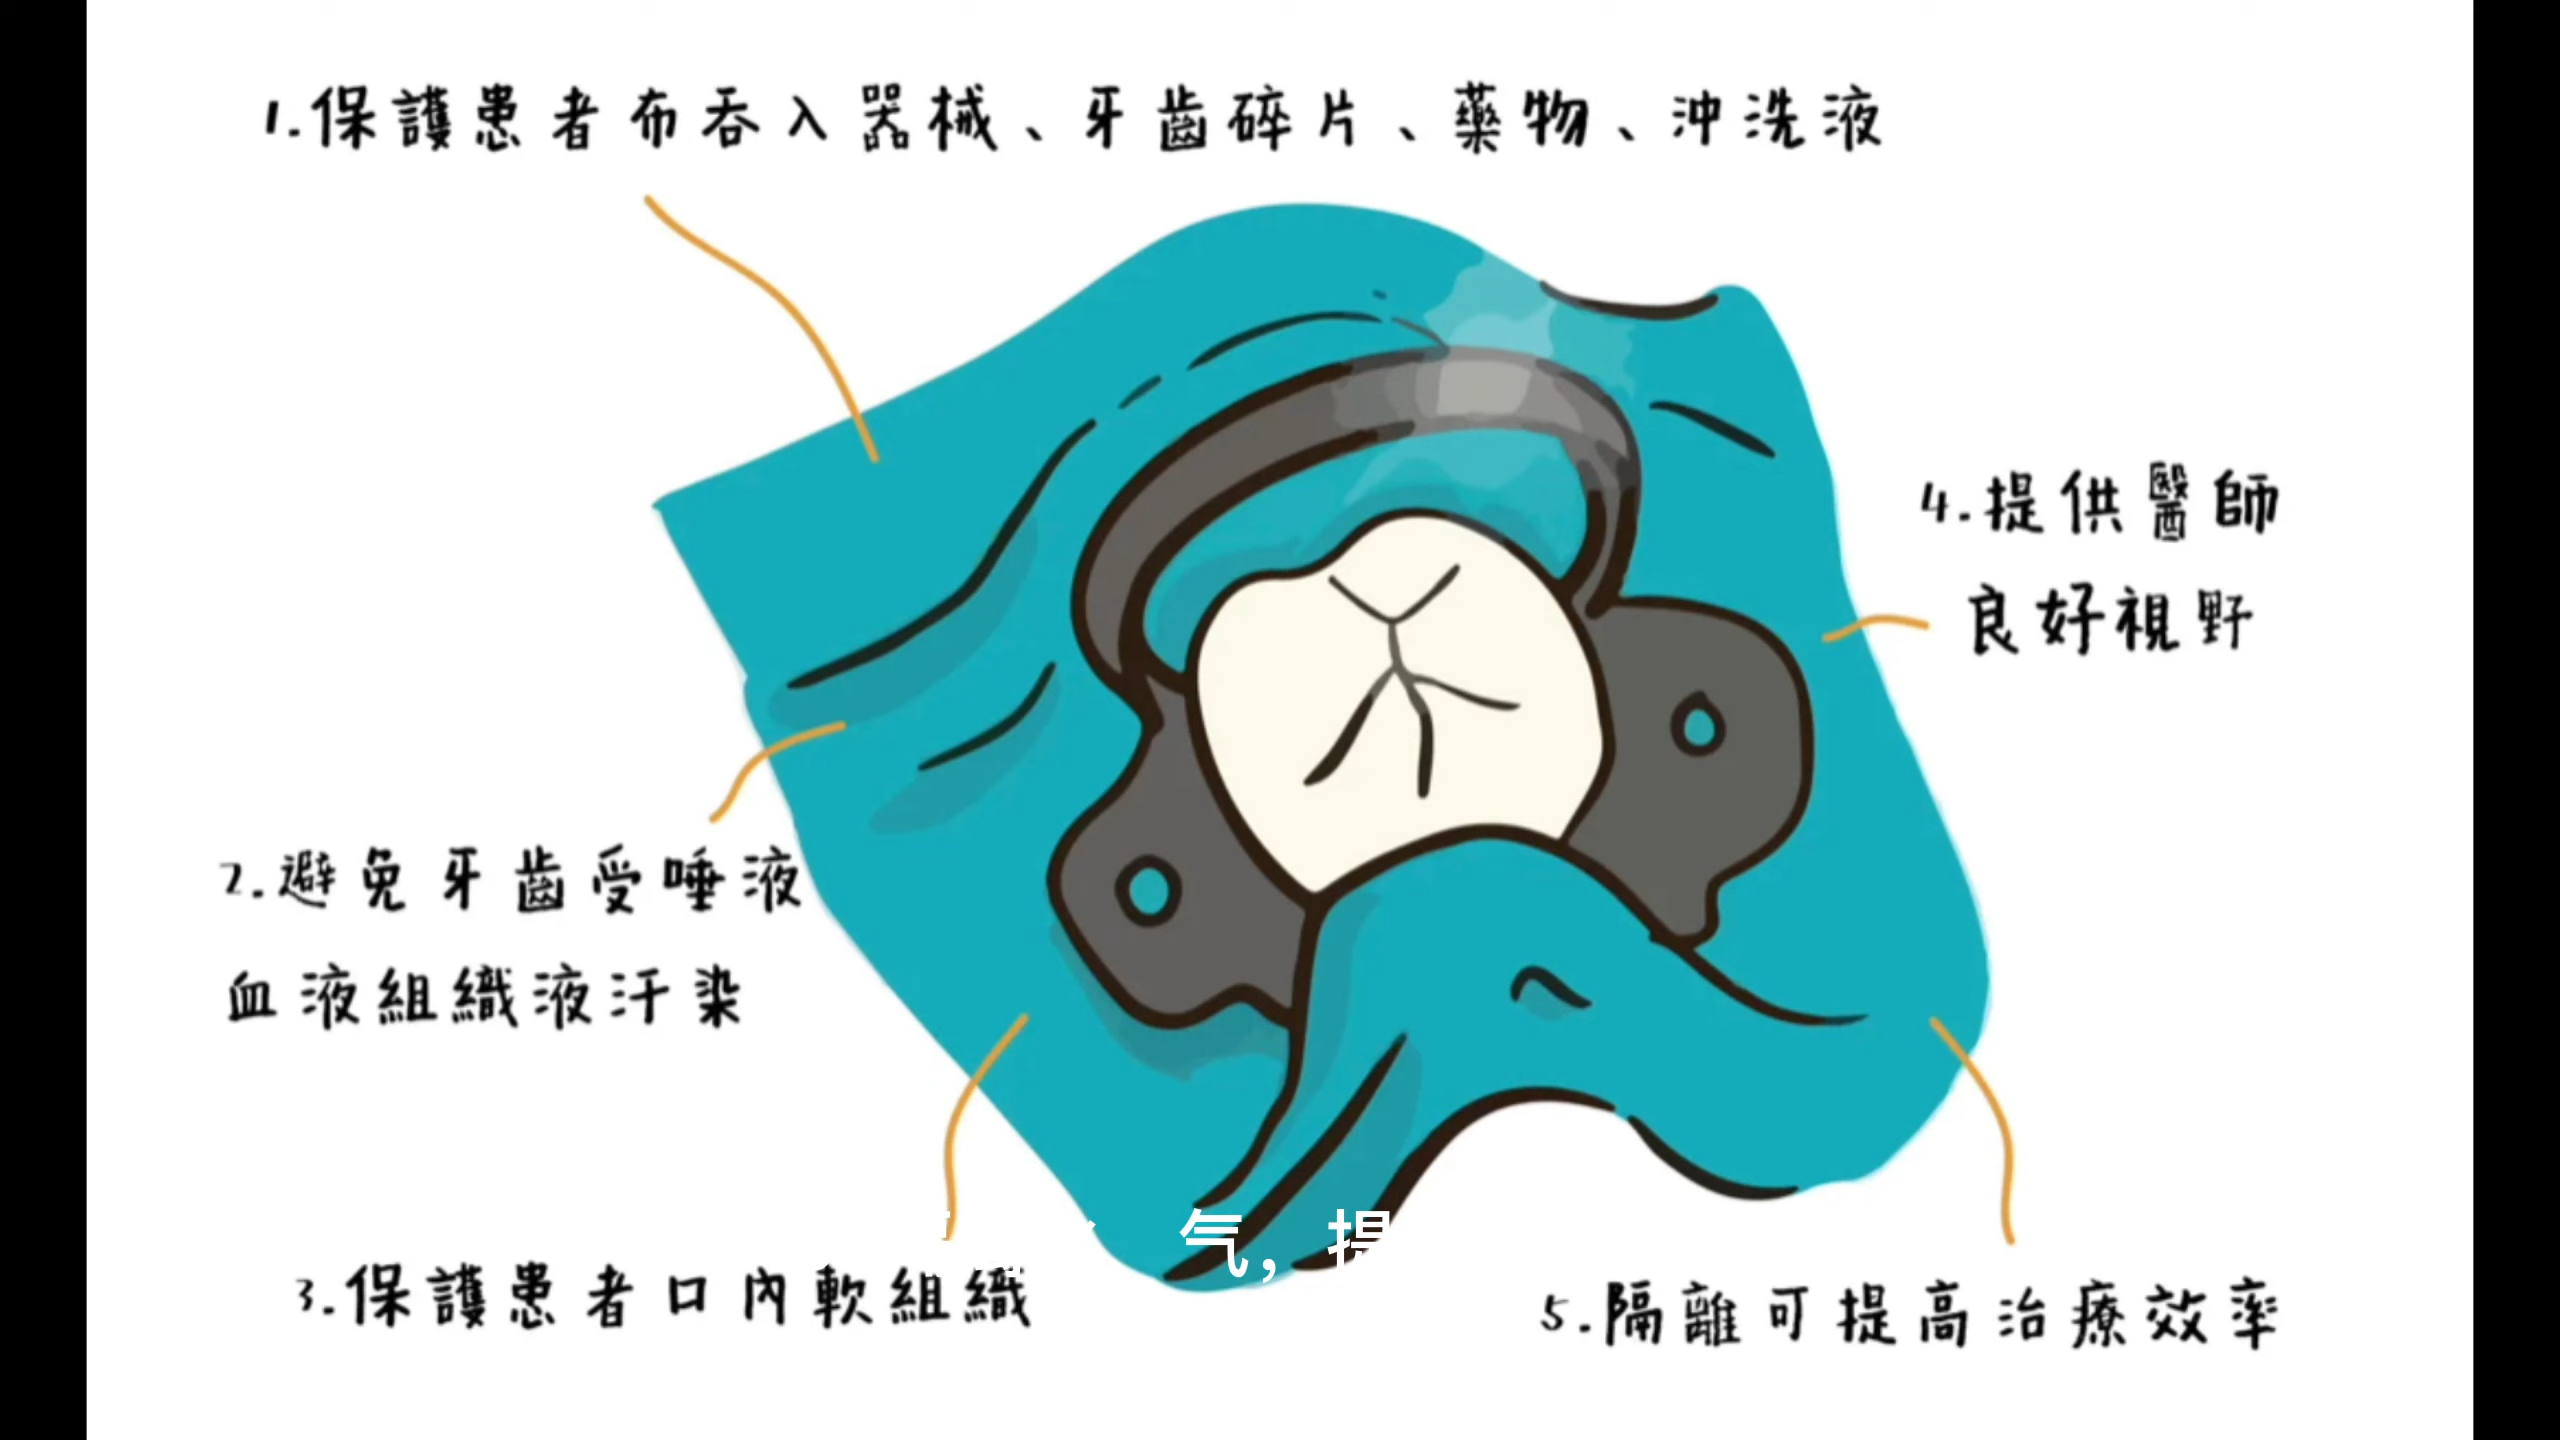 1.保護患者布吞入器械、牙齒碎片、藥物、沖洗液
4.提供醫師
良好視野
2.避免牙齒受唾液
血液組織液汙染
气,提
3.保護患者口內軟組織
5.隔離可提高治療效率